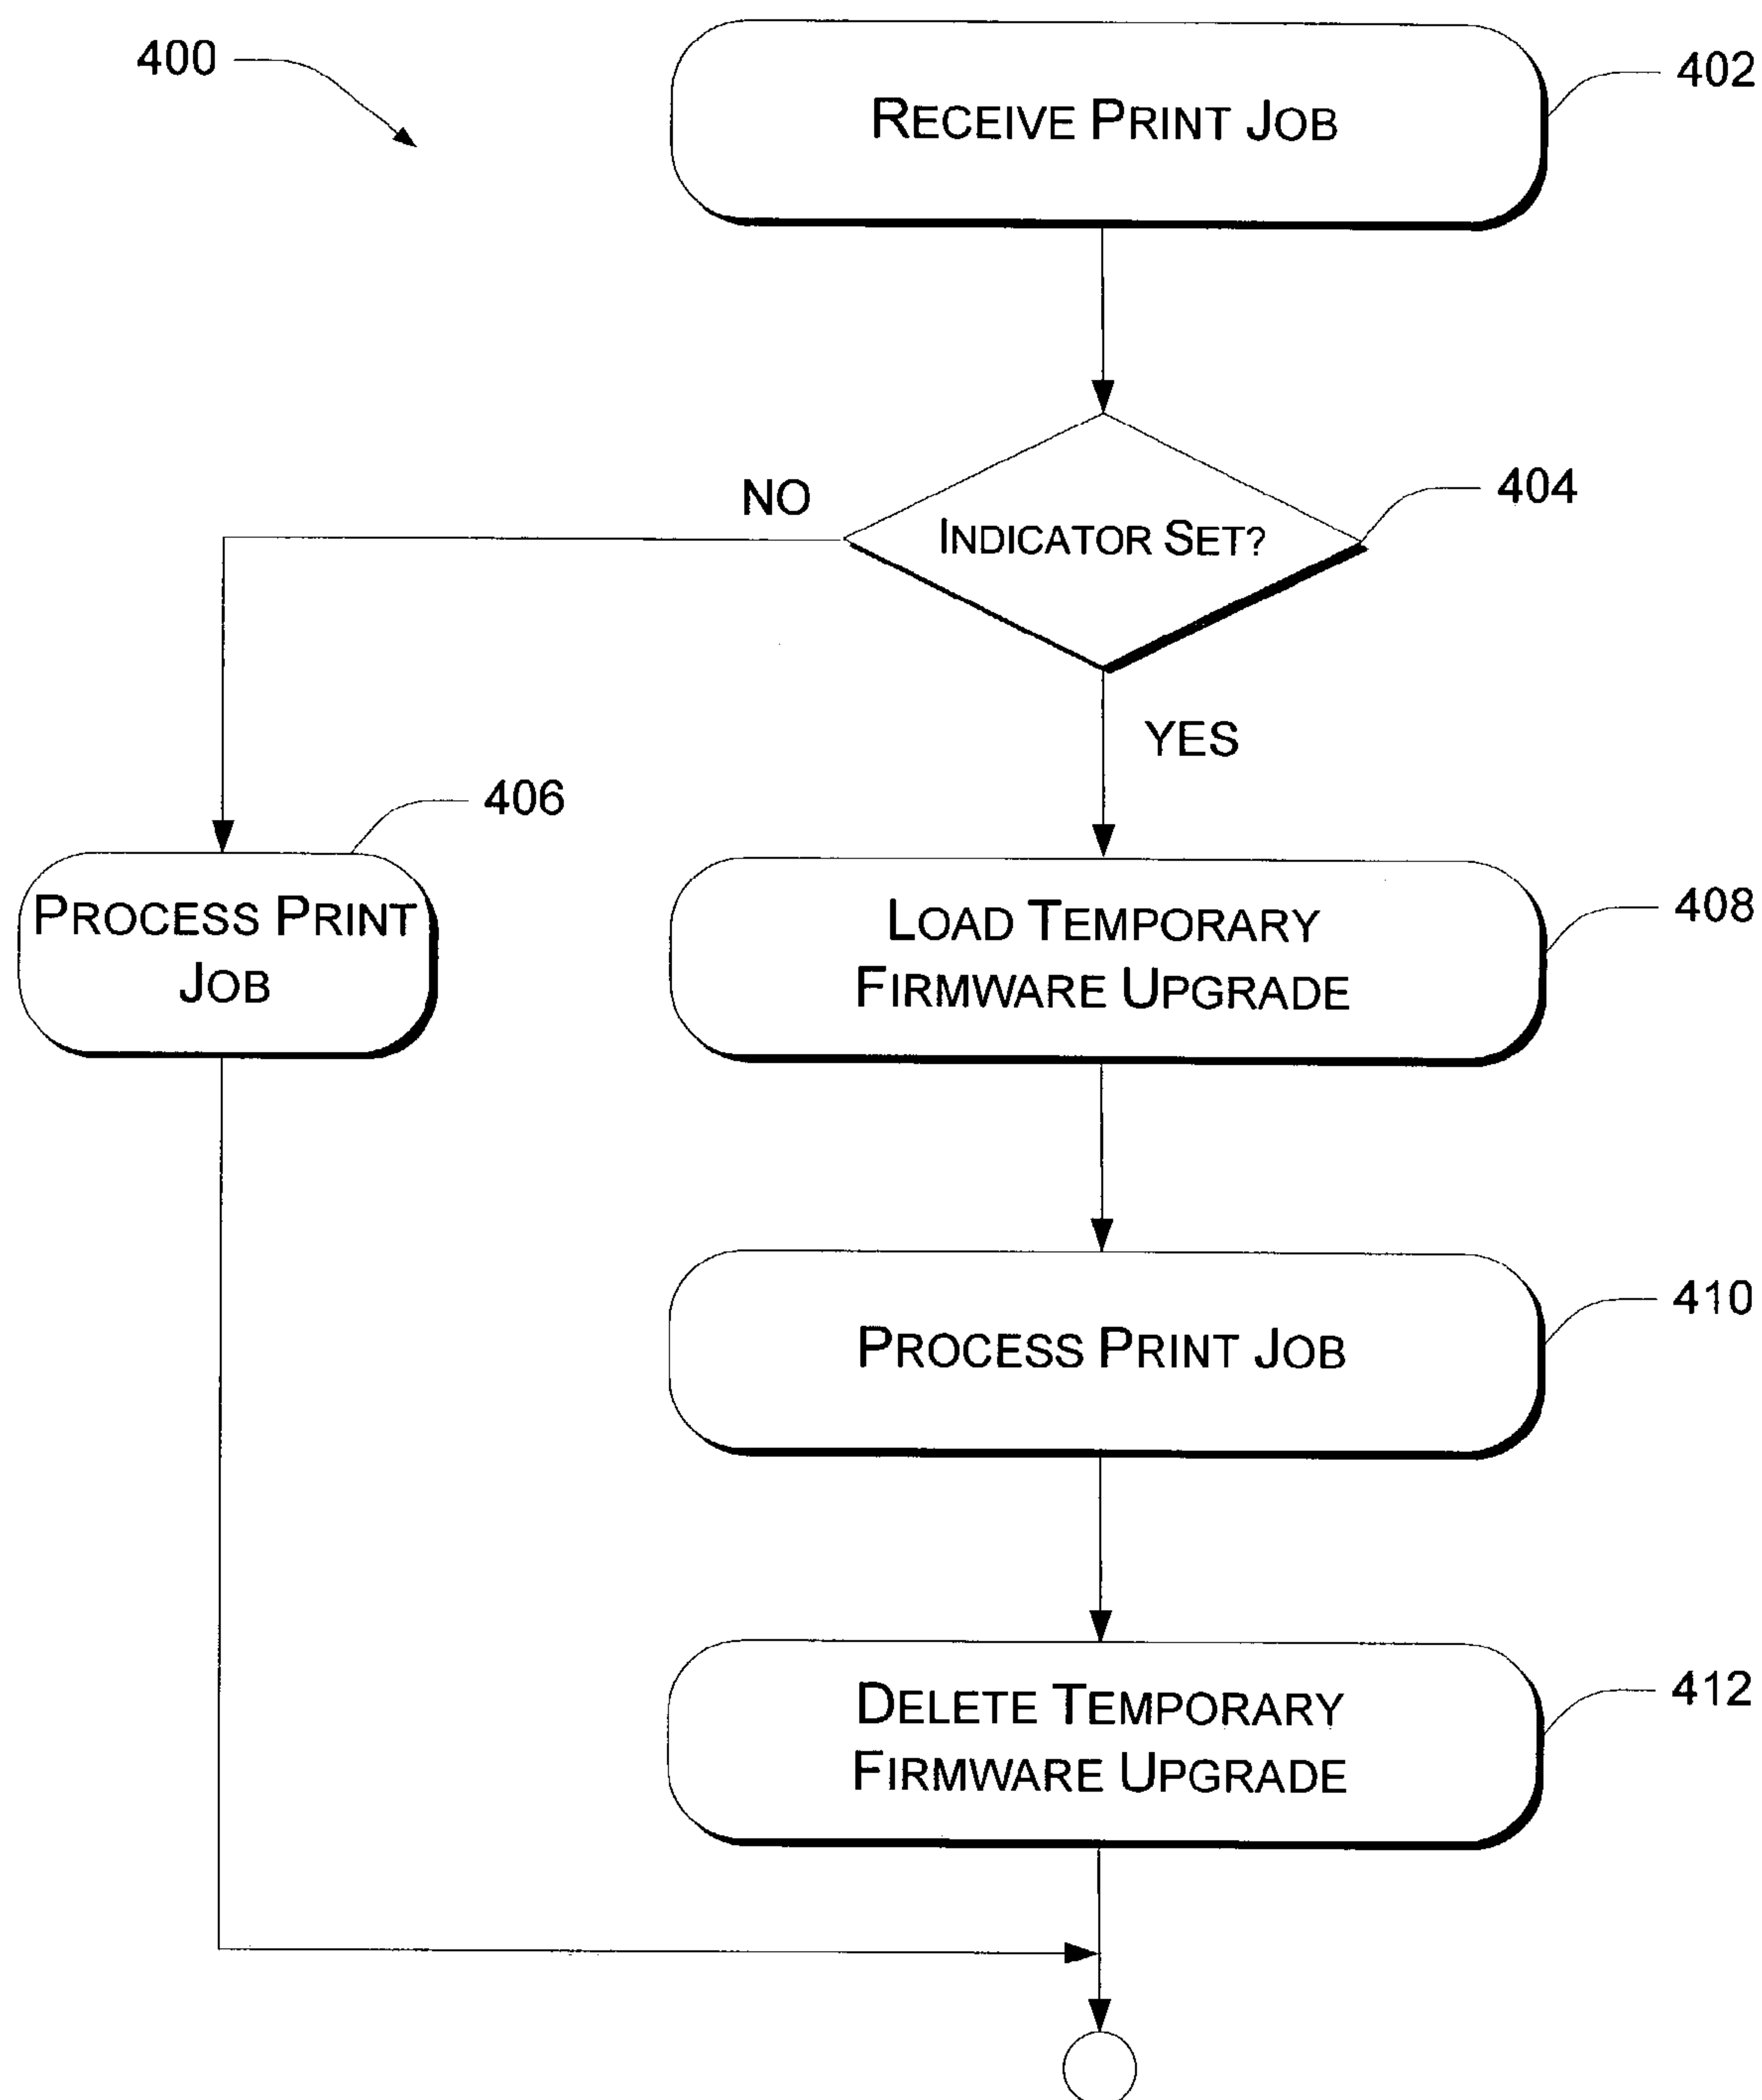 400
RECEIVE PRINT JOB
402
NO
INDICATOR SET?
404
YES
406
PROCESS PRINT
JOB
LOAD TEMPORARY
FIRMWARE UPGRADE
408
PROCESS PRINT JOB
410
DELETE TEMPORARY
FIRMWARE UPGRADE
412